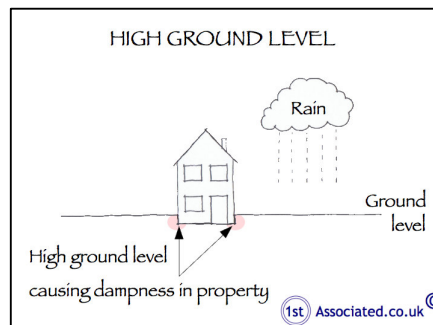 HIGH GROUND LEVEL
Rain
Ground
level
High ground level
causing dampness in property
1st Associated.co.uk ©